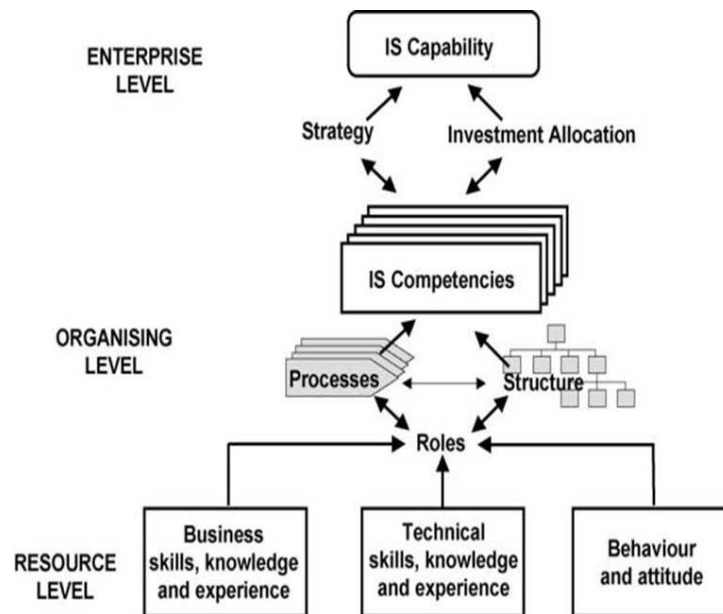 ENTERPRISE
LEVEL
IS Capability
Strategy
Investment Allocation
IS Competencies
ORGANISING
LEVEL
Processes
Structure
Roles
RESOURCE
LEVEL
Business
skills, knowledge
and experience
Technical
skills, knowledge
and experience
Behaviour
and attitude